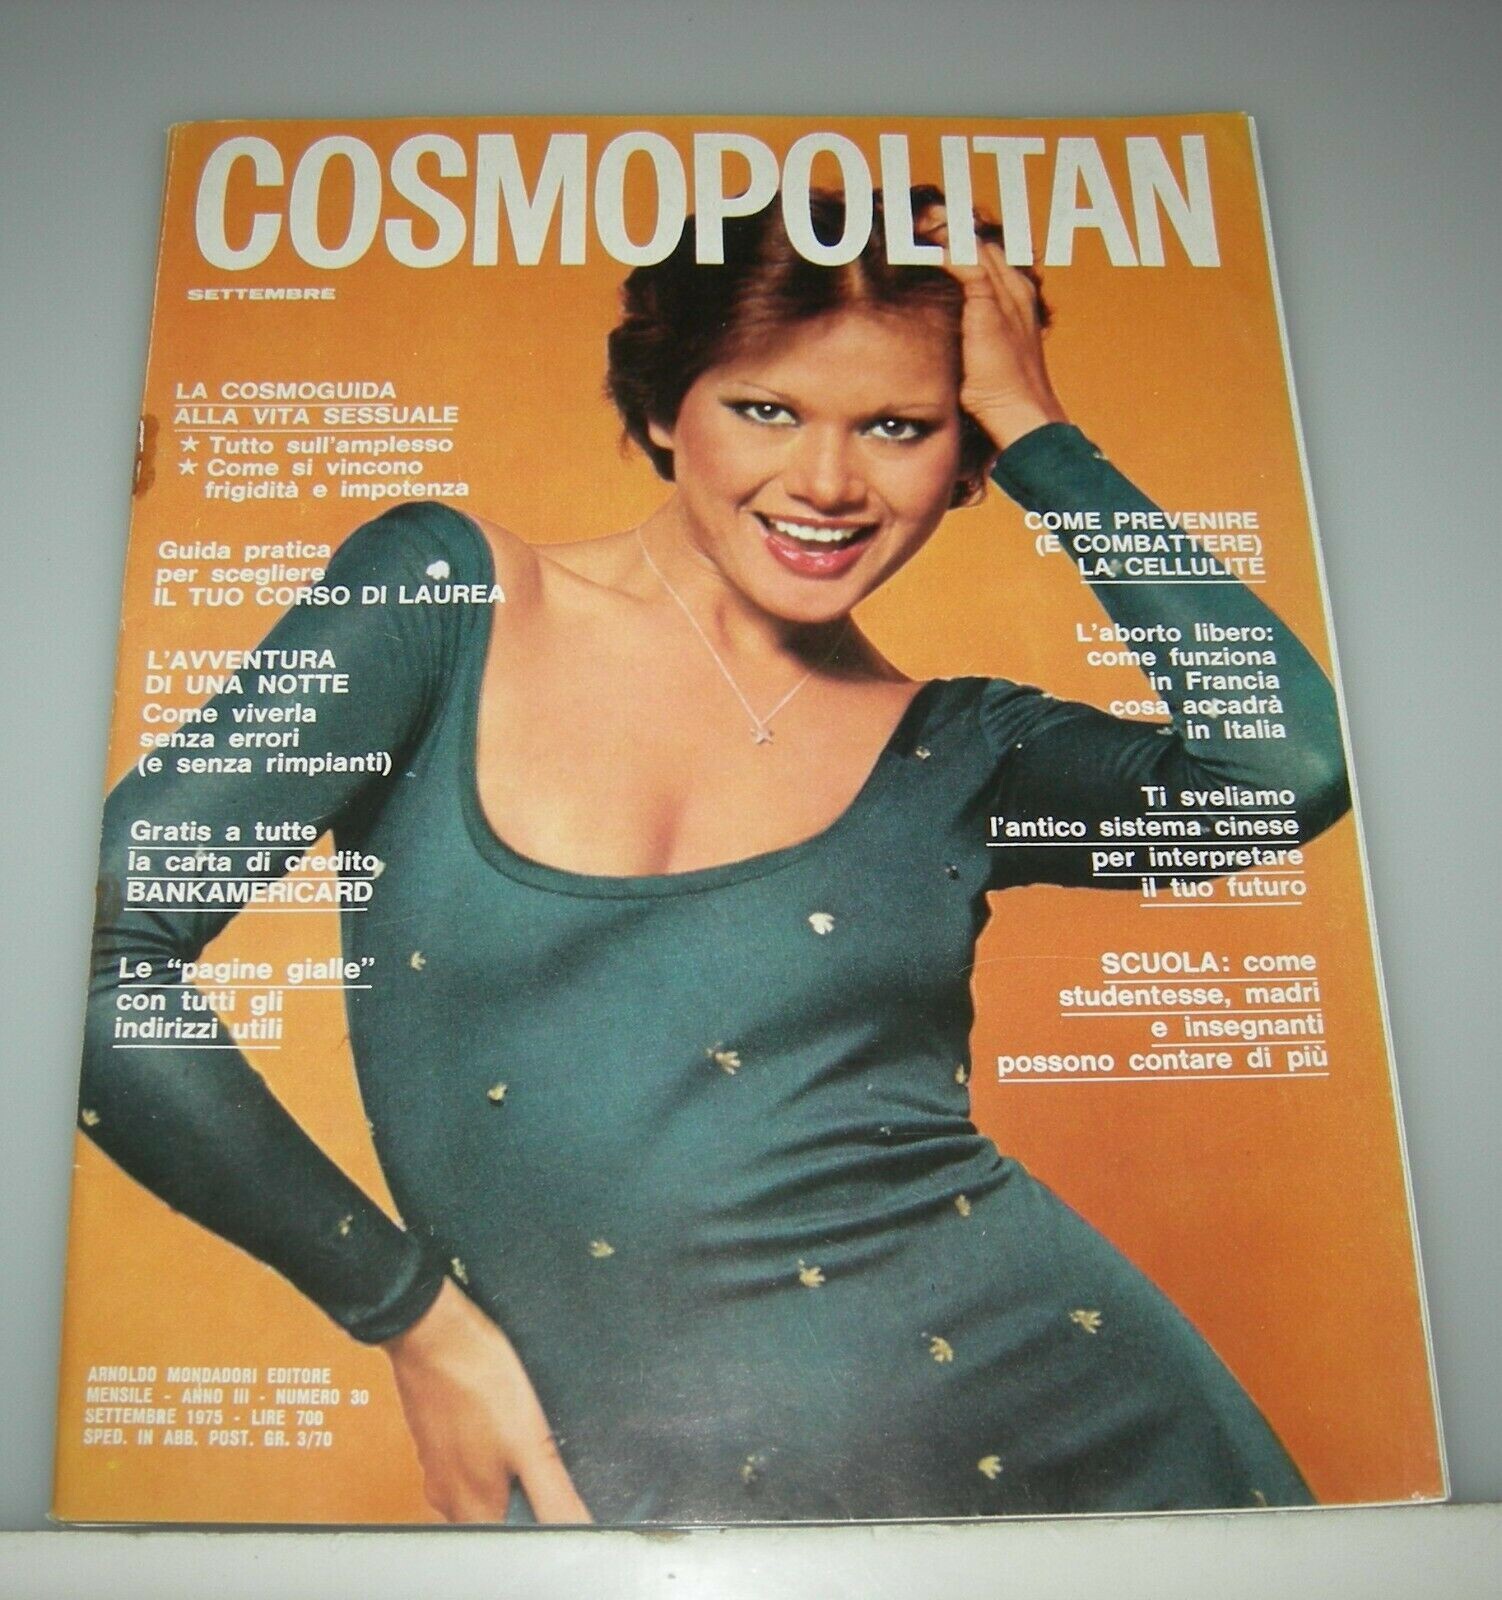 COSMOPOLITAN
SETTEMBRE
LA COSMOGUIDA
ALLA VITA SESSUALE
★ Tutto sull'amplesso
★ Come si vincono
frigidità e impotenza
Guida pratica
per scegliere
IL TUO CORSO DI LAUREA
L'AVVENTURA
DI UNA NOTTE
Come viverla
senza errori
(e senza rimpianti)
Gratis a tutte
la carta di credito
BANKAMERICARD
Le “pagine gialle”
con tutti gli
indirizzi utili
COME PREVENIRE
(E COMBATTERE)
LA CELLULITE
L'aborto libero:
come funziona
in Francia
cosa accadrà
in Italia
Ti sveliamo
l'antico sistema cinese
per interpretare
il tuo futuro
SCUOLA: come
studentesse, madri
e insegnanti
possono contare di più
ARNOLDO MONDADORI EDITORE
MENSILE - ANNO III - NUMERO 30
SETTEMBRE 1975 - LIRE 700
SPED. IN ABB. POST. GR. 3/70